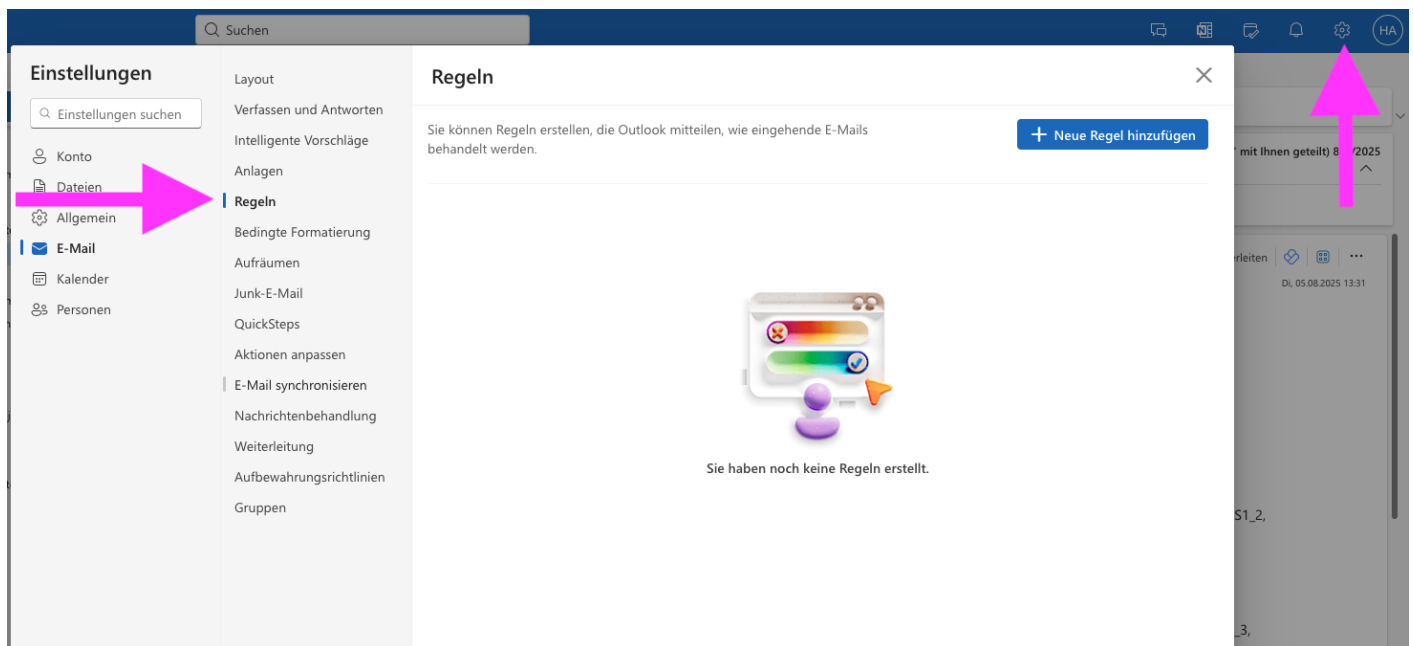 Suchen
HA
Einstellungen
Einstellungen suchen
Konto
Dateien
Allgemein
E-Mail
Kalender
Personen
Layout
Verfassen und Antworten
Intelligente Vorschläge
Anlagen
Regeln
Bedingte Formatierung
Aufräumen
Junk-E-Mail
QuickSteps
Aktionen anpassen
E-Mail synchronisieren
Nachrichtenbehandlung
Weiterleitung
Aufbewahrungsrichtlinien
Gruppen
Regeln
Sie können Regeln erstellen, die Outlook mitteilen, wie eingehende E-Mails
behandelt werden.
Neue Regel hinzufügen
Sie haben noch keine Regeln erstellt.
mit Ihnen geteilt) 8 /2025
rleiten
Di, 05.08.2025 13:31
S1_2,
_3,